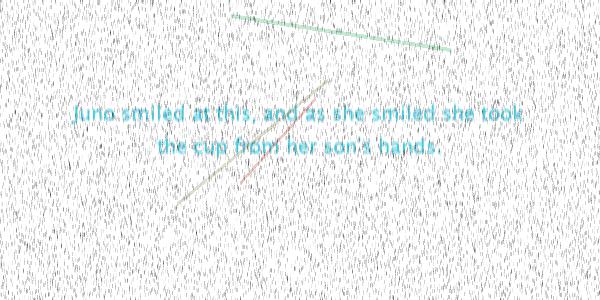 Juno smiled at this, and as she smiled she took
the cup from her son's hands.